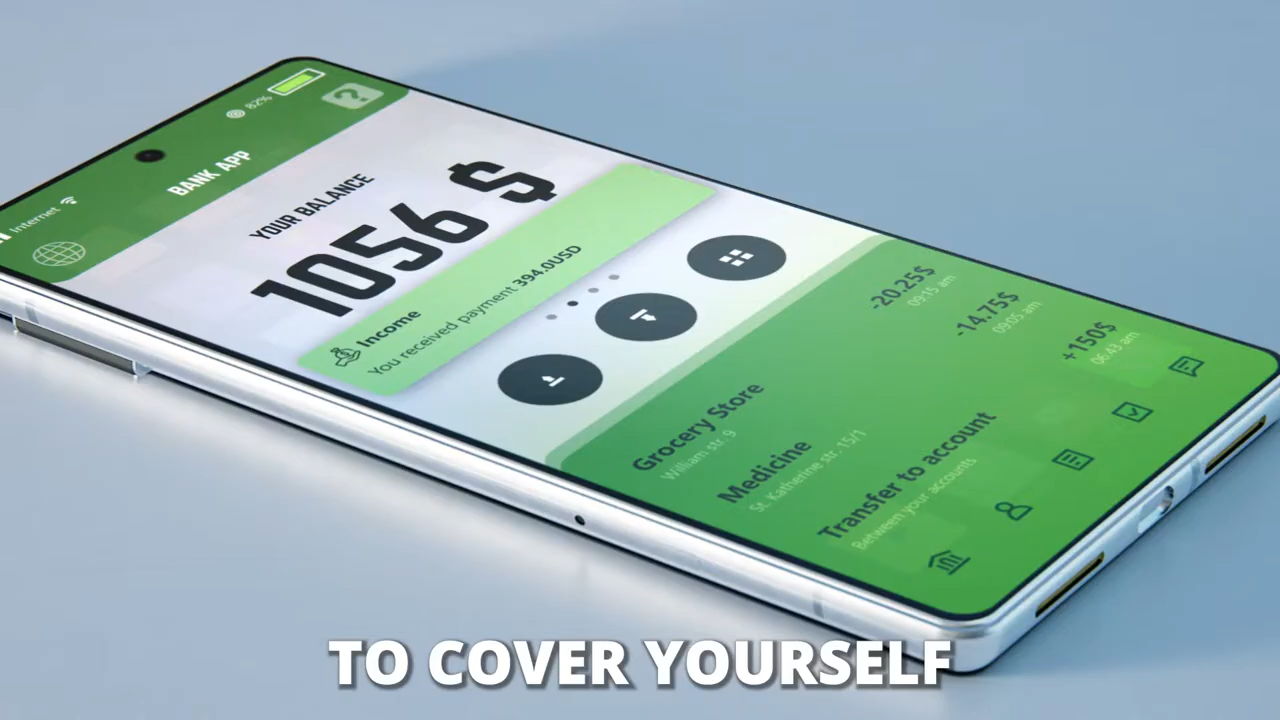 Internet
82%
?
BANK APP
YOUR BALANCE
1056 $
Income
You received payment 394.0USD
Grocery Store
William str. 9
-20.25$
09:15 am
Medicine
St. Katherine str. 15/1
-14.75$
09:05 am
Transfer to account
Between your accounts
+150$
06:43 am
TO COVER YOURSELF